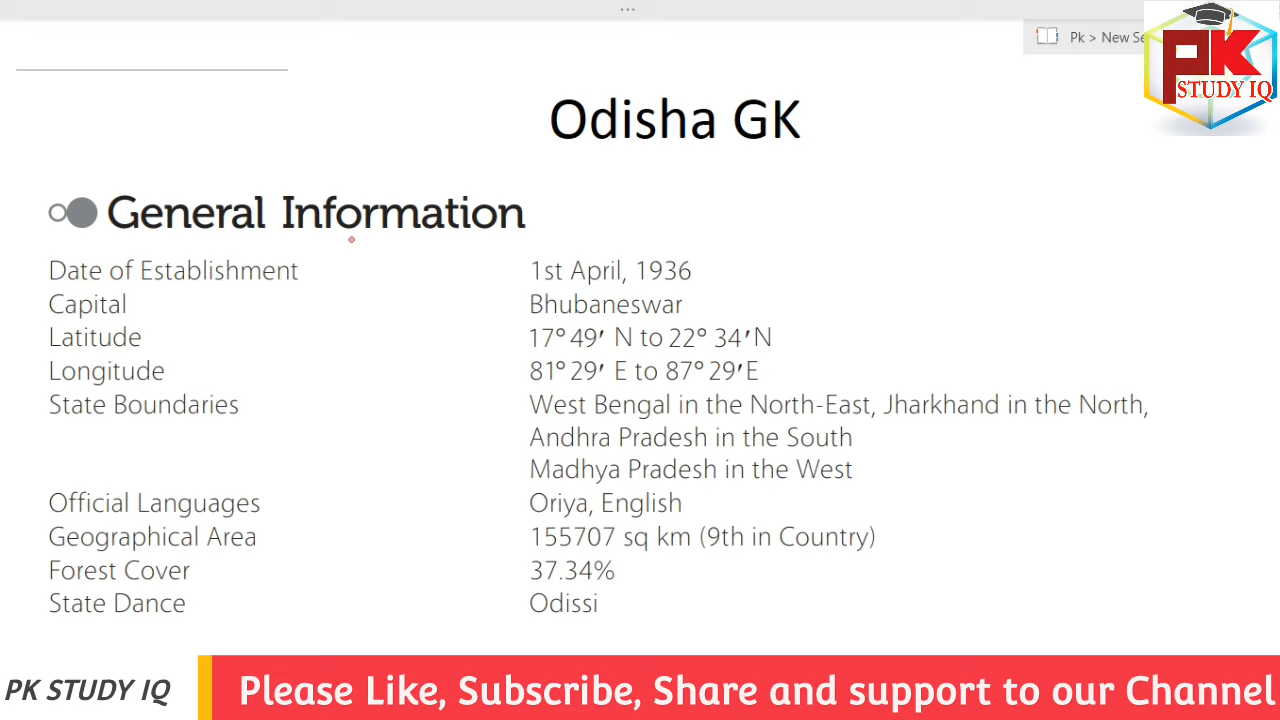 ...
Pk > New Se
PK
STUDY IQ
Odisha GK
General Information
Date of Establishment 1st April, 1936
Capital Bhubaneswar
Latitude 17° 49′ N to 22° 34′N
Longitude 81° 29′ E to 87° 29′E
State Boundaries West Bengal in the North-East, Jharkhand in the North,
Andhra Pradesh in the South
Madhya Pradesh in the West
Official Languages Oriya, English
Geographical Area 155707 sq km (9th in Country)
Forest Cover 37.34%
State Dance Odissi
PK STUDY IQ Please Like, Subscribe, Share and support to our Channel